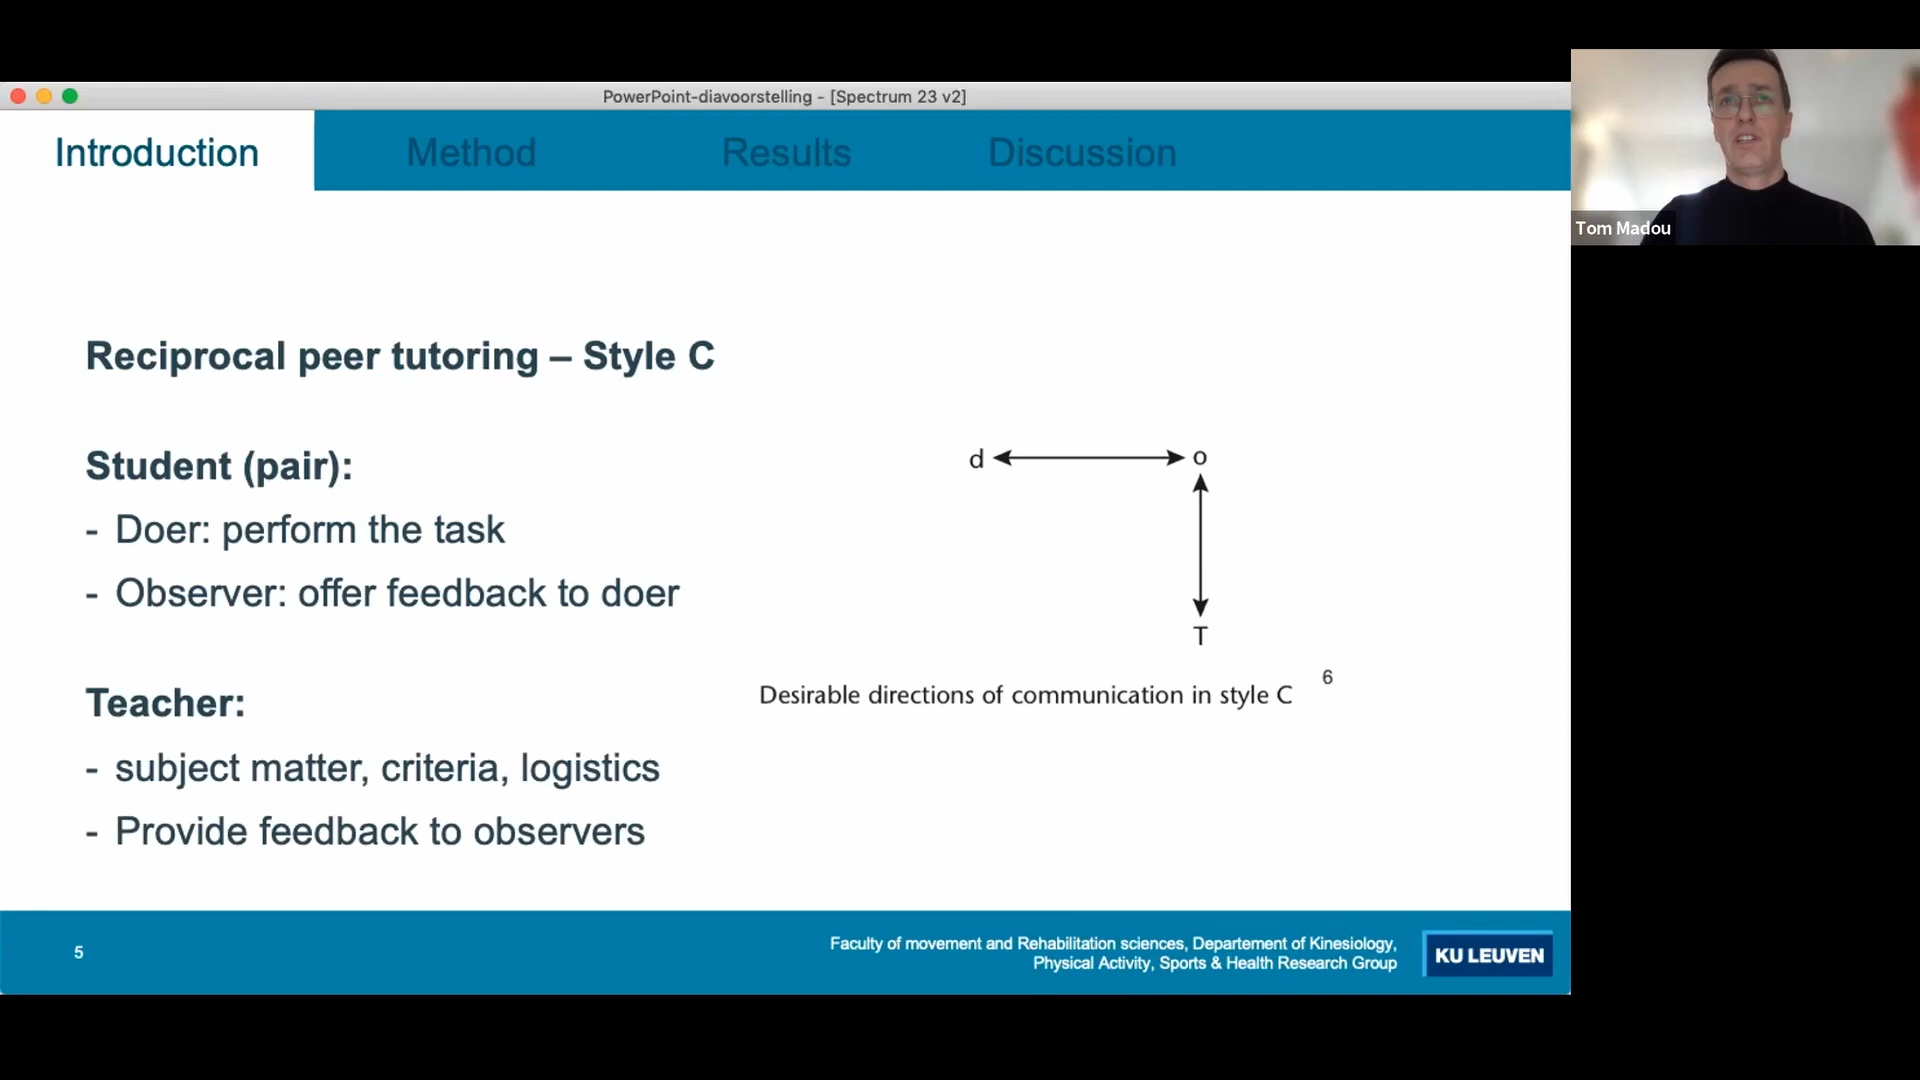 PowerPoint-diavoorstelling - [Spectrum 23 v2]
Introduction Method Results Discussion
Tom Madou
Reciprocal peer tutoring – Style C
Student (pair):
- Doer: perform the task
- Observer: offer feedback to doer
Teacher:
- subject matter, criteria, logistics
- Provide feedback to observers
d o
T
Desirable directions of communication in style C 6
5
Faculty of movement and Rehabilitation sciences, Departement of Kinesiology,
Physical Activity, Sports & Health Research Group
KU LEUVEN